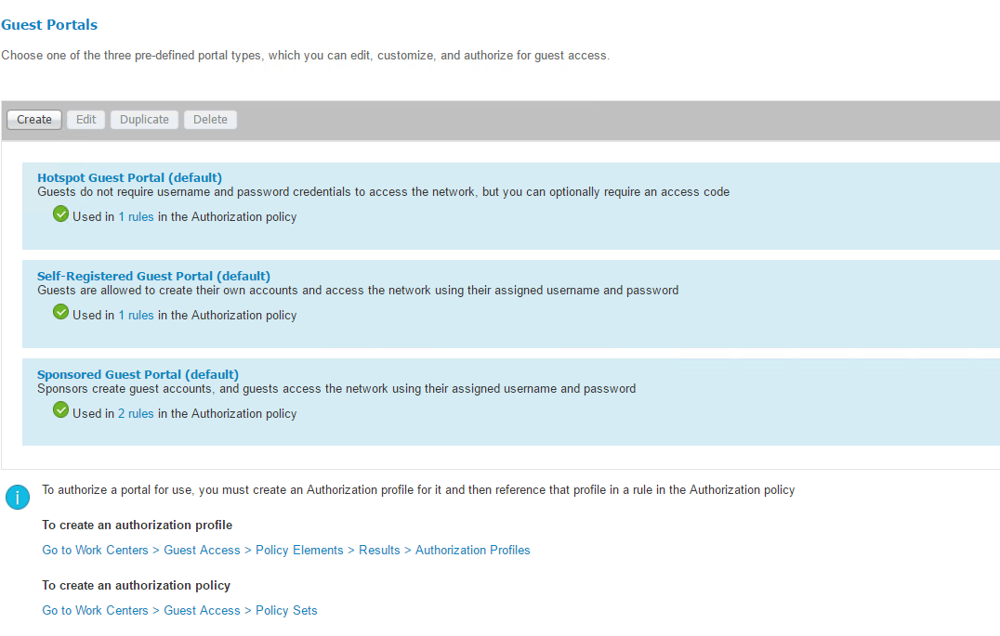 Guest Portals
Choose one of the three pre-defined portal types, which you can edit, customize, and authorize for guest access.
Create Edit Duplicate Delete
Hotspot Guest Portal (default)
Guests do not require username and password credentials to access the network, but you can optionally require an access code
Used in 1 rules in the Authorization policy
Self-Registered Guest Portal (default)
Guests are allowed to create their own accounts and access the network using their assigned username and password
Used in 1 rules in the Authorization policy
Sponsored Guest Portal (default)
Sponsors create guest accounts, and guests access the network using their assigned username and password
Used in 2 rules in the Authorization policy
i To authorize a portal for use, you must create an Authorization profile for it and then reference that profile in a rule in the Authorization policy
To create an authorization profile
Go to Work Centers > Guest Access > Policy Elements > Results > Authorization Profiles
To create an authorization policy
Go to Work Centers > Guest Access > Policy Sets